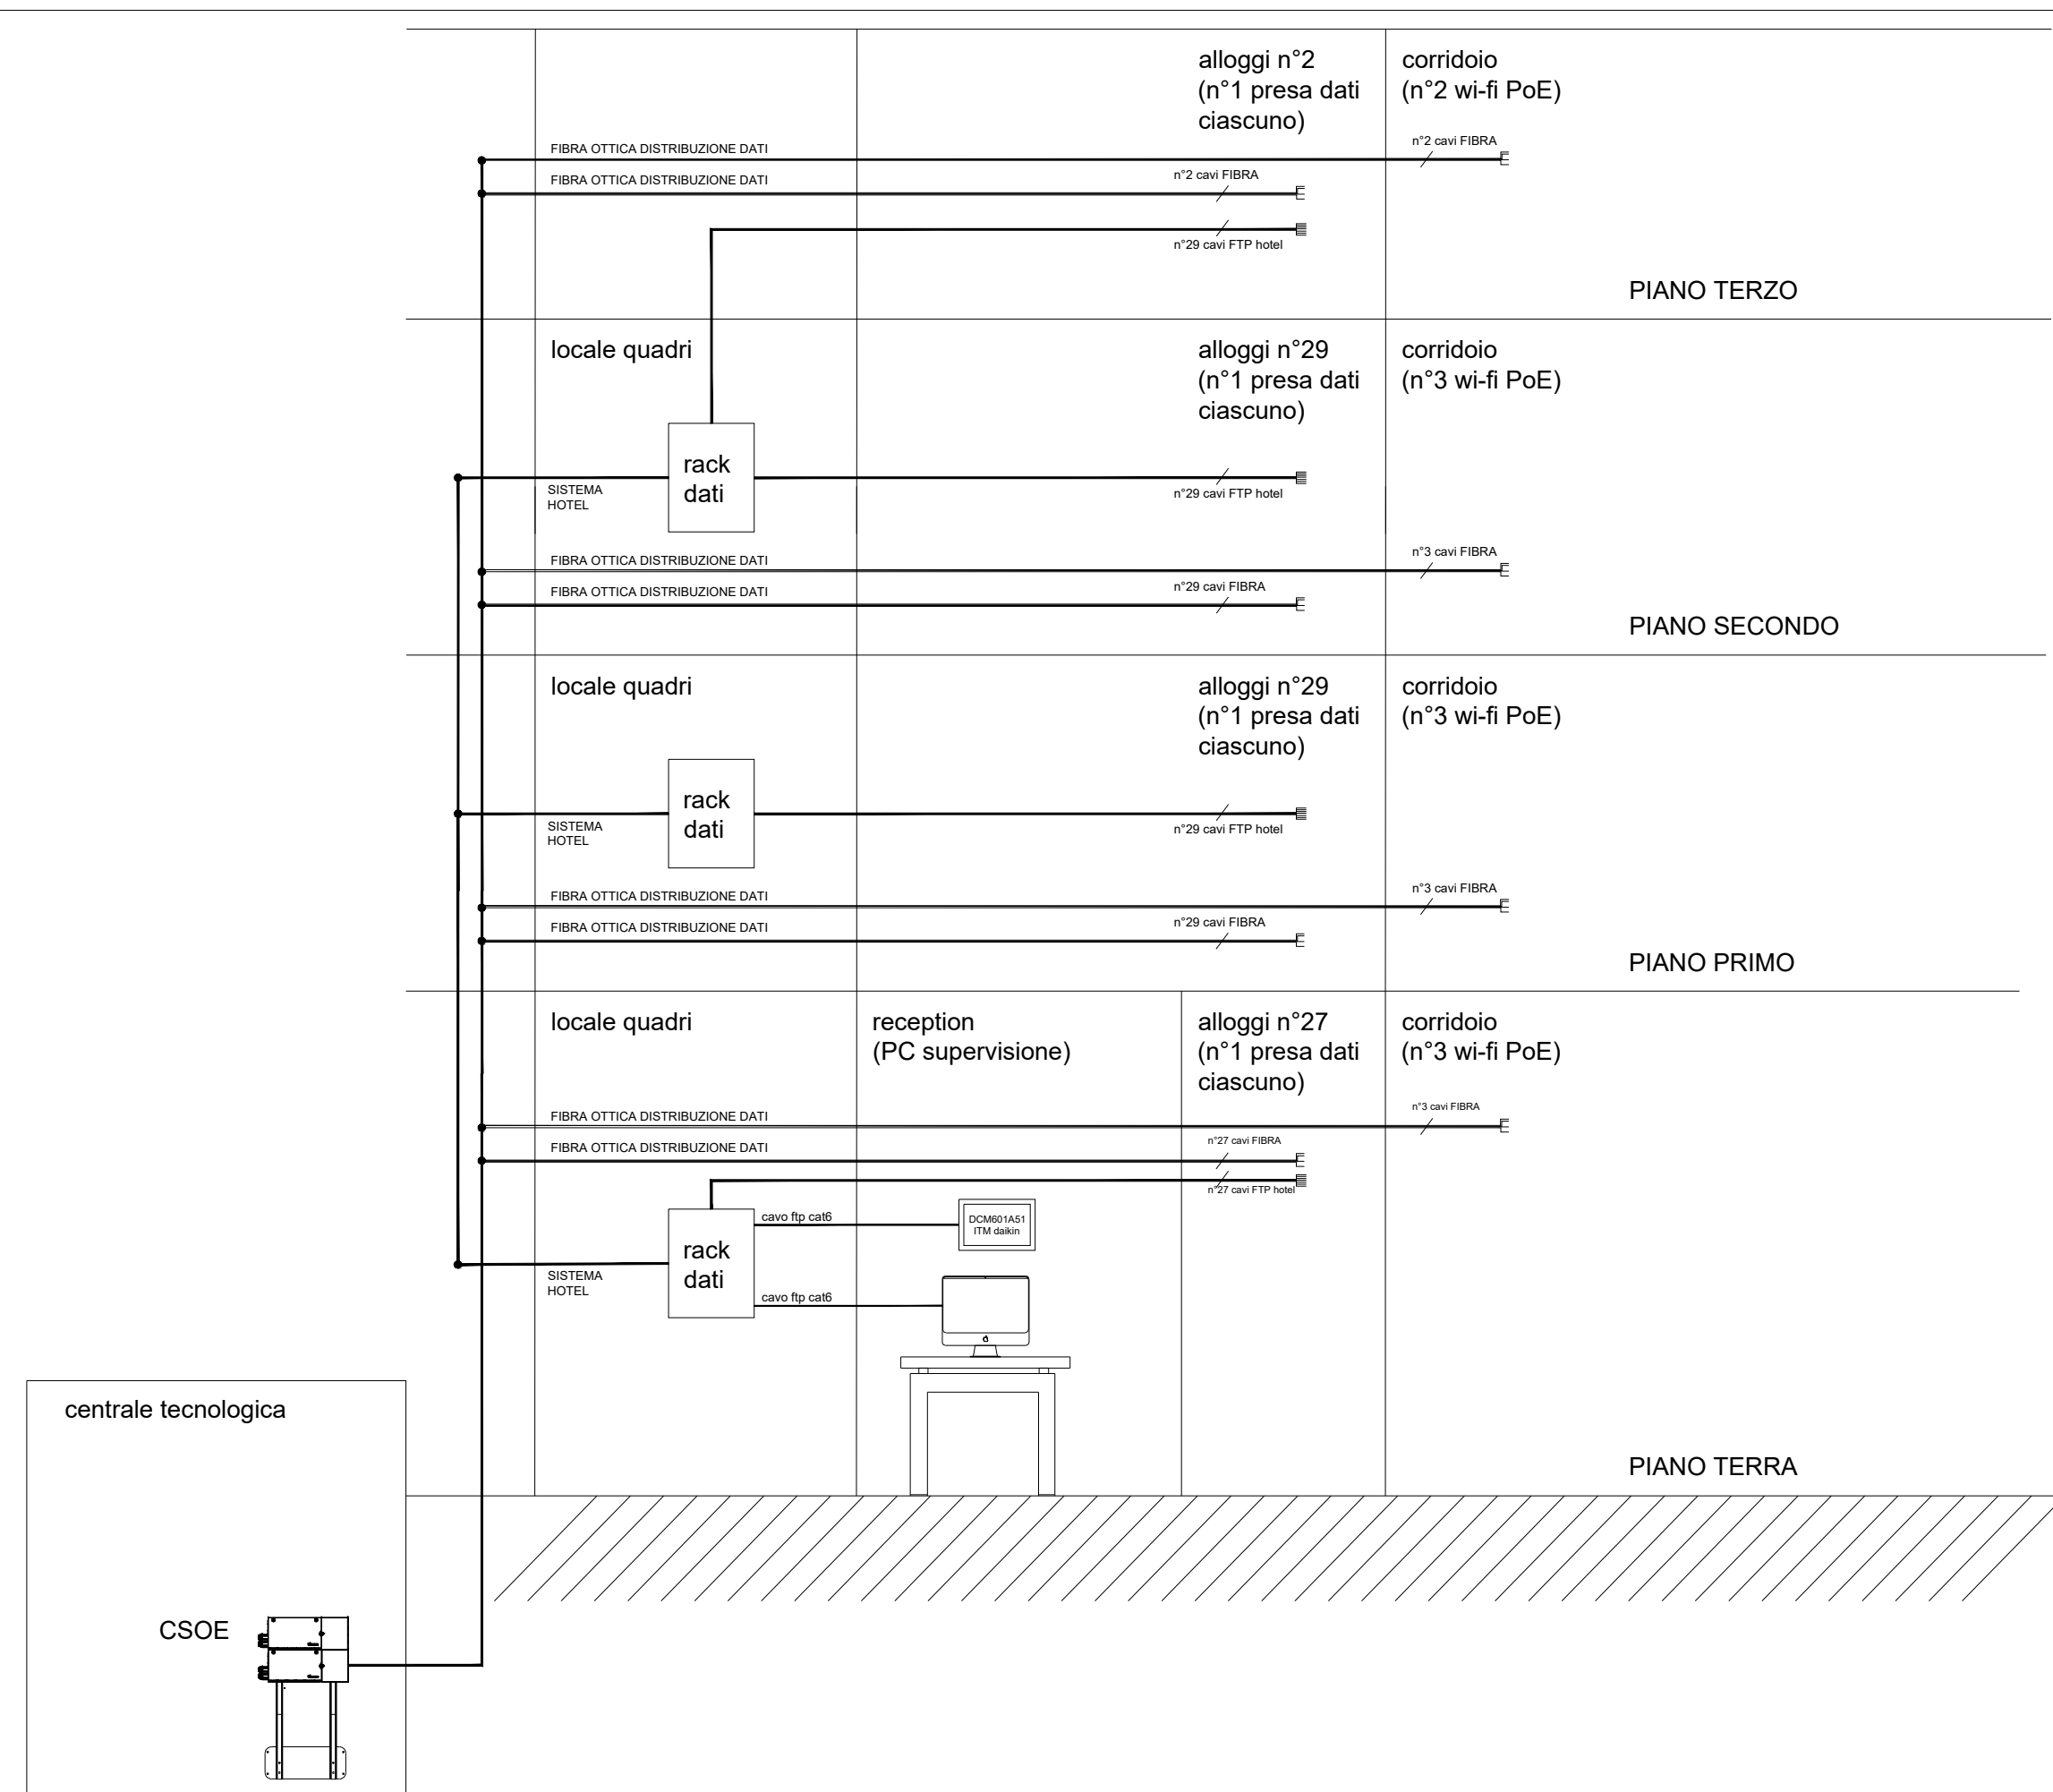 alloggi n°2
(n°1 presa dati
ciascuno)
corridoio
(n°2 wi-fi PoE)
FIBRA OTTICA DISTRIBUZIONE DATI
n°2 cavi FIBRA
FIBRA OTTICA DISTRIBUZIONE DATI
n°2 cavi FIBRA
n°29 cavi FTP hotel
PIANO TERZO
locale quadri
alloggi n°29
(n°1 presa dati
ciascuno)
corridoio
(n°3 wi-fi PoE)
rack
dati
SISTEMA
HOTEL
n°29 cavi FTP hotel
FIBRA OTTICA DISTRIBUZIONE DATI
n°3 cavi FIBRA
FIBRA OTTICA DISTRIBUZIONE DATI
n°29 cavi FIBRA
PIANO SECONDO
locale quadri
alloggi n°29
(n°1 presa dati
ciascuno)
corridoio
(n°3 wi-fi PoE)
rack
dati
SISTEMA
HOTEL
n°29 cavi FTP hotel
FIBRA OTTICA DISTRIBUZIONE DATI
n°3 cavi FIBRA
FIBRA OTTICA DISTRIBUZIONE DATI
n°29 cavi FIBRA
PIANO PRIMO
locale quadri
reception
(PC supervisione)
alloggi n°27
(n°1 presa dati
ciascuno)
corridoio
(n°3 wi-fi PoE)
FIBRA OTTICA DISTRIBUZIONE DATI
n°3 cavi FIBRA
FIBRA OTTICA DISTRIBUZIONE DATI
n°27 cavi FIBRA
n°27 cavi FTP hotel
cavo ftp cat6
DCM601A51
ITM daikin
rack
dati
SISTEMA
HOTEL
cavo ftp cat6
centrale tecnologica
PIANO TERRA
CSOE